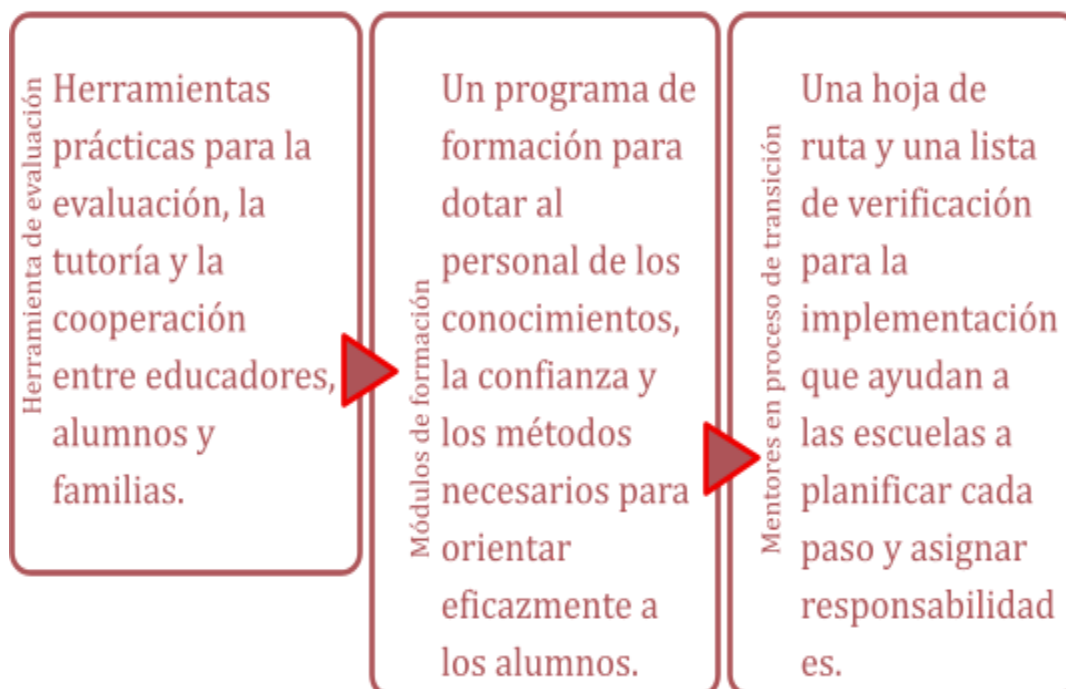 Herramienta de evaluación
Herramientas
prácticas para la
evaluación, la
tutoría y la
cooperación
entre educadores,
alumnos y
familias.
Módulos de formación
Un programa de
formación para
dotar al
personal de los
conocimientos,
la confianza y
los métodos
necesarios para
orientar
eficazmente a
los alumnos.
Mentores en proceso de transición
Una hoja de
ruta y una lista
de verificación
para la
implementación
que ayudan a
las escuelas a
planificar cada
paso y asignar
responsabilidad
es.